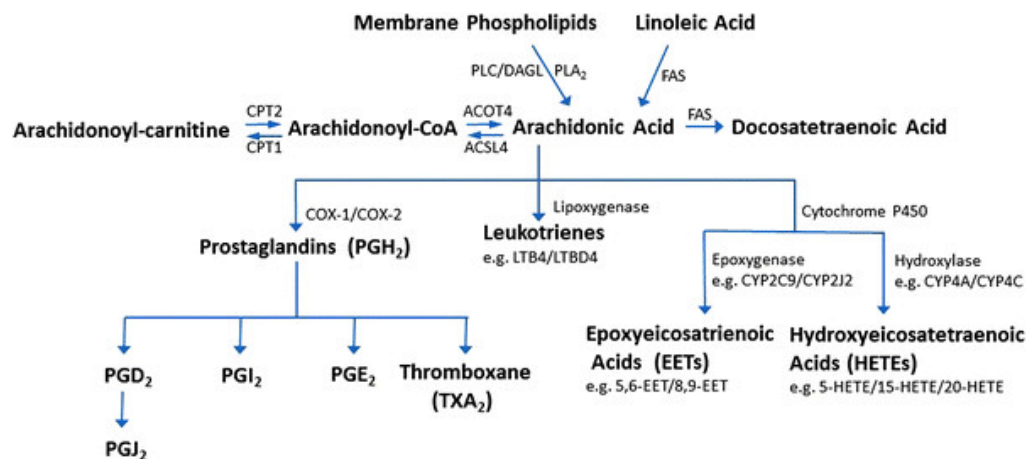 Membrane Phospholipids
Linoleic Acid
PLC/DAGL
PLA₂
FAS
CPT2
ACOT4
FAS
Arachidonoyl-carnitine
Arachidonoyl-CoA
Arachidonic Acid
Docosatetraenoic Acid
CPT1
ACSL4
COX-1/COX-2
Lipoxygenase
Cytochrome P450
Prostaglandins (PGH₂)
Leukotrienes
e.g. LTB4/LTBD4
Epoxygenase
e.g. CYP2C9/CYP2J2
Hydroxylase
e.g. CYP4A/CYP4C
Epoxyeicosatrienoic
Acids (EETs)
e.g. 5,6-EET/8,9-EET
Hydroxyeicosatetraenoic
Acids (HETEs)
e.g. 5-HETE/15-HETE/20-HETE
PGD₂
PGI₂
PGE₂
Thromboxane
(TXA₂)
PGJ₂